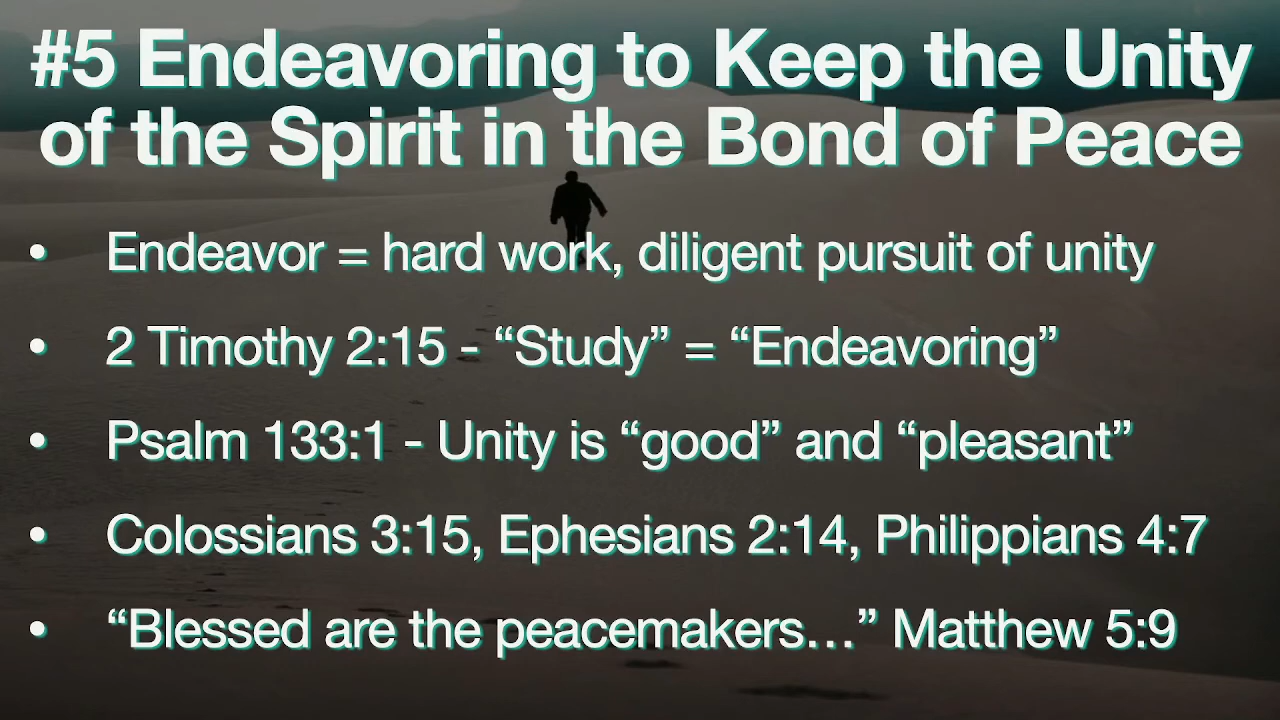 #5 Endeavoring to Keep the Unity
of the Spirit in the Bond of Peace
• Endeavor = hard work, diligent pursuit of unity
• 2 Timothy 2:15 - “Study” = “Endeavoring”
• Psalm 133:1 - Unity is “good” and “pleasant”
• Colossians 3:15, Ephesians 2:14, Philippians 4:7
• “Blessed are the peacemakers…” Matthew 5:9